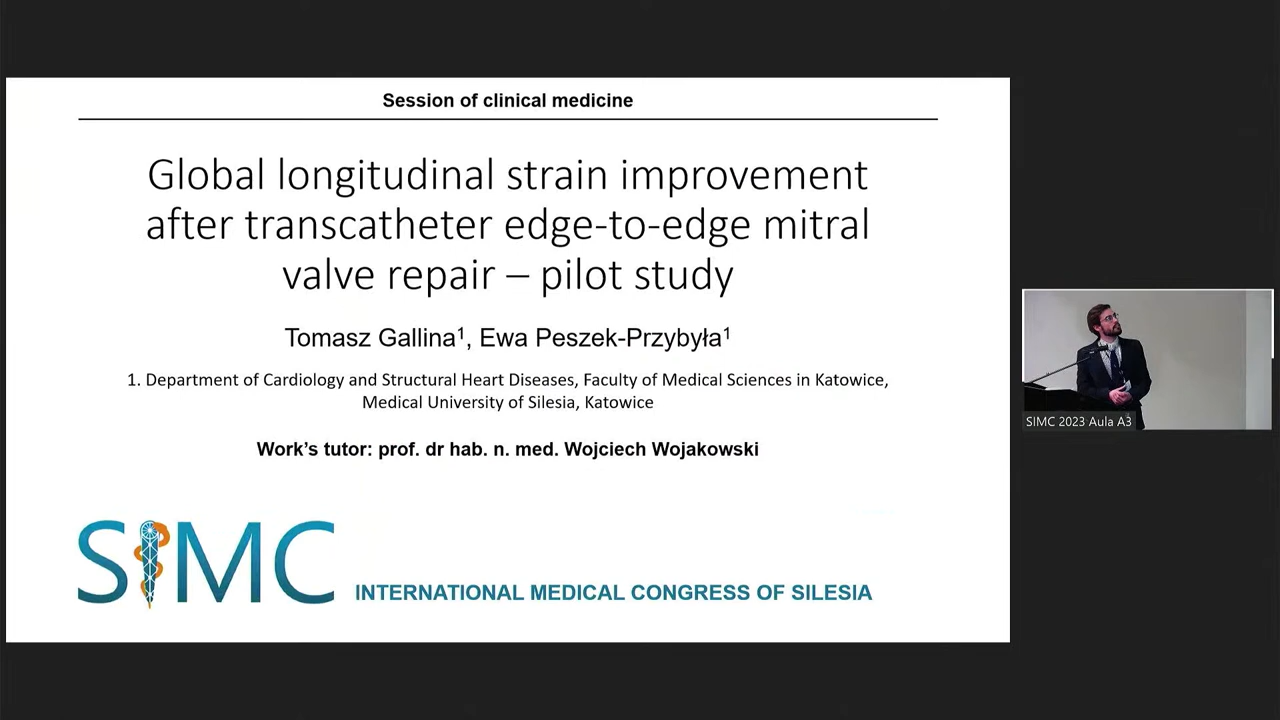 Session of clinical medicine
Global longitudinal strain improvement
after transcatheter edge-to-edge mitral
valve repair – pilot study
Tomasz Gallina¹, Ewa Peszek-Przybyła¹
1. Department of Cardiology and Structural Heart Diseases, Faculty of Medical Sciences in Katowice,
Medical University of Silesia, Katowice
Work's tutor: prof. dr hab. n. med. Wojciech Wojakowski
SIMC
INTERNATIONAL MEDICAL CONGRESS OF SILESIA
SIMC 2023 Aula A3